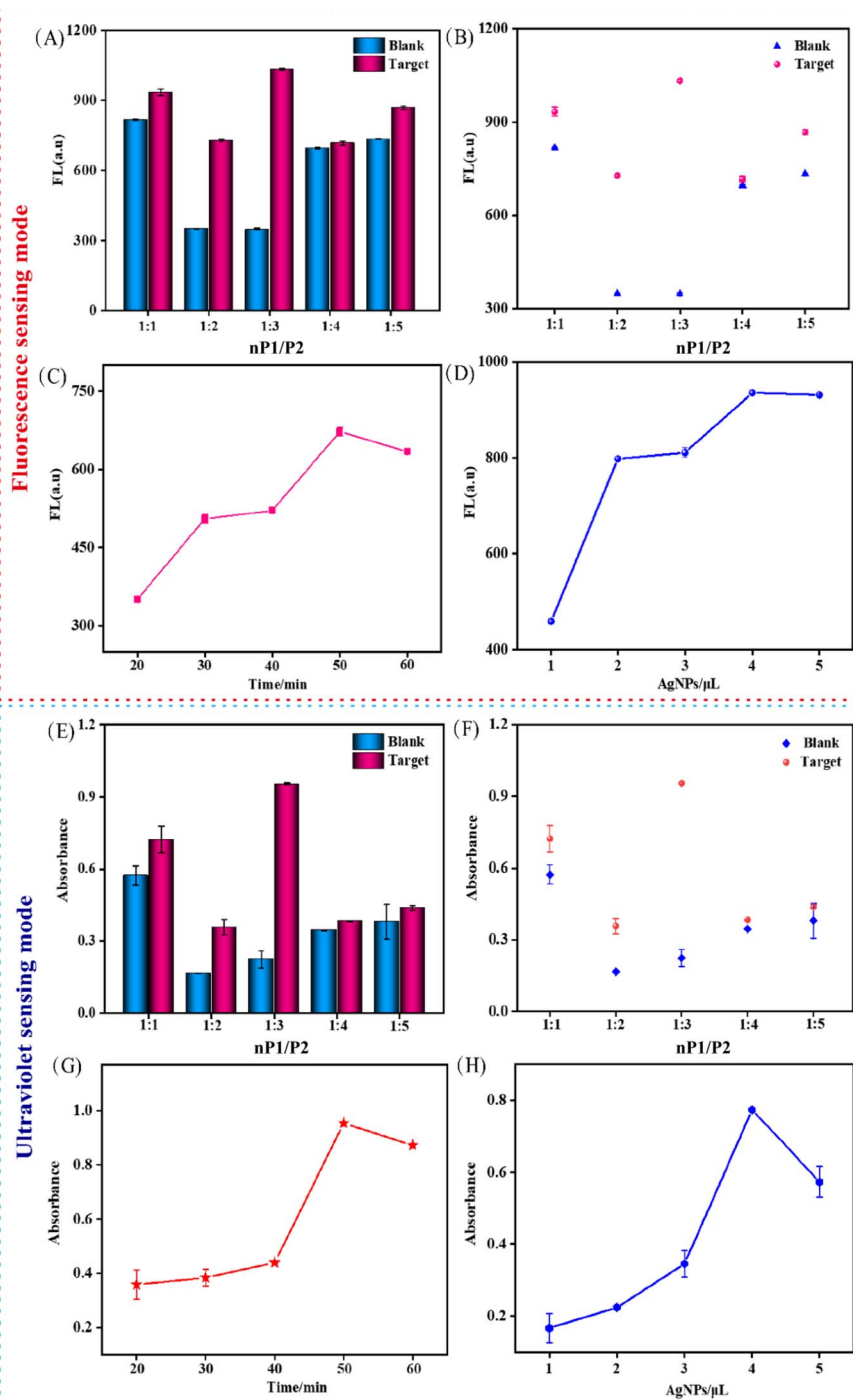 Fluorescence sensing mode
(A)
1200
900
600
300
0
FL(a.u)
Blank
Target
1:1 1:2 1:3 1:4 1:5
nP1/P2
(B)
1200
900
600
300
FL(a.u)
Blank
Target
1:1 1:2 1:3 1:4 1:5
nP1/P2
(C)
750
600
450
300
FL(a.u)
20 30 40 50 60
Time/min
(D)
1000
800
600
400
FL(a.u)
1 2 3 4 5
AgNPs/μL
Ultraviolet sensing mode
(E)
1.2
0.9
0.6
0.3
0.0
Absorbance
Blank
Target
1:1 1:2 1:3 1:4 1:5
nP1/P2
(F)
1.2
0.9
0.6
0.3
0.0
Absorbance
Blank
Target
1:1 1:2 1:3 1:4 1:5
nP1/P2
(G)
1.0
0.8
0.6
0.4
0.2
Absorbance
20 30 40 50 60
Time/min
(H)
0.8
0.6
0.4
0.2
Absorbance
1 2 3 4 5
AgNPs/μL